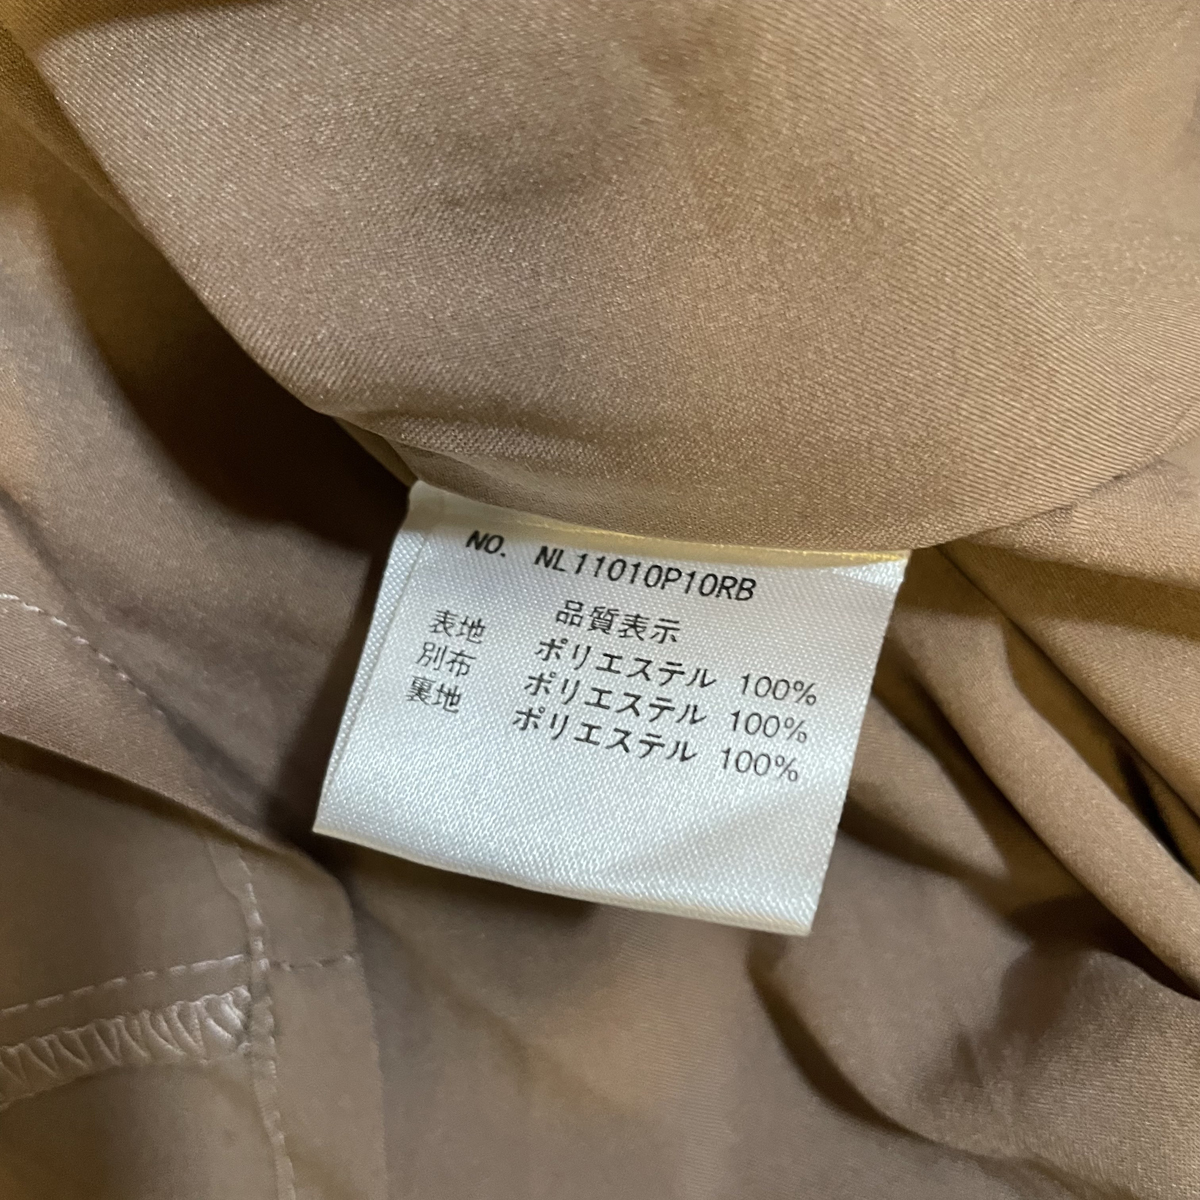 NO. NL11010P10RB
品質表示
表地 ポリエステル 100%
別布 ポリエステル 100%
裏地 ポリエステル 100%